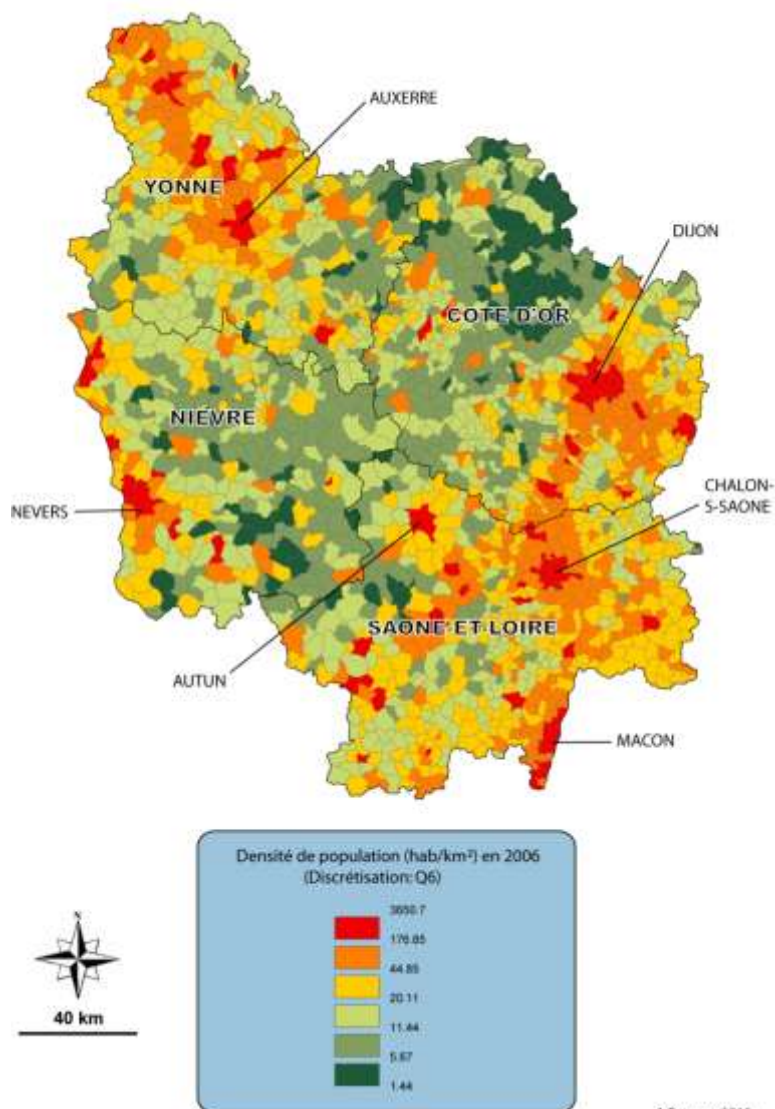 AUXERRE
YONNE
DIJON
COTE D'OR
NIEVRE
CHALON-
S-SAONE
NEVERS
SAONE ET LOIRE
AUTUN
MACON
Densité de population (hab/km²) en 2006
(Discrétisation: Q6)
3650.7
176.85
44.85
20.11
11.44
5.67
1.44
N
40 km